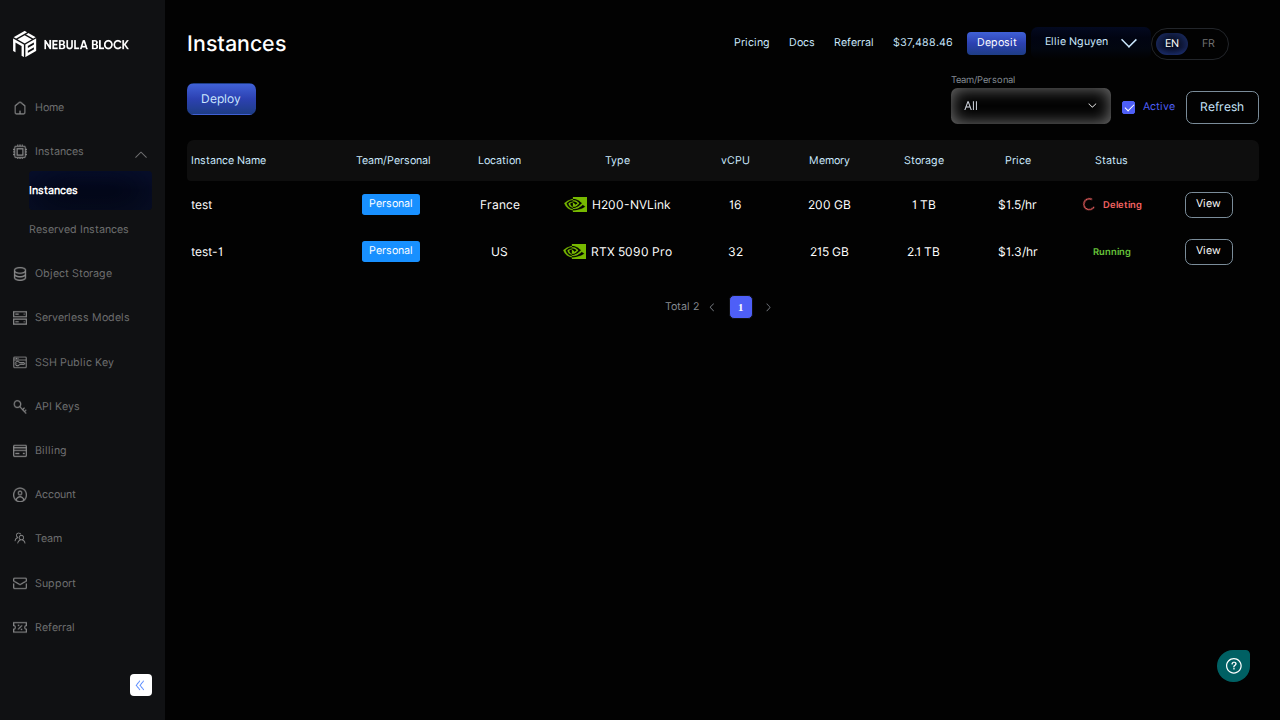 NEBULA BLOCK
Home
Instances
Instances
Reserved Instances
Object Storage
Serverless Models
SSH Public Key
API Keys
Billing
Account
Team
Support
Referral
Instances
Pricing Docs Referral $37,488.46 Deposit Ellie Nguyen EN FR
Deploy
Team/Personal
All
Active
Refresh
Instance Name Team/Personal Location Type vCPU Memory Storage Price Status
test Personal France H200-NVLink 16 200 GB 1 TB $1.5/hr Deleting View
test-1 Personal US RTX 5090 Pro 32 215 GB 2.1 TB $1.3/hr Running View
Total 2 1